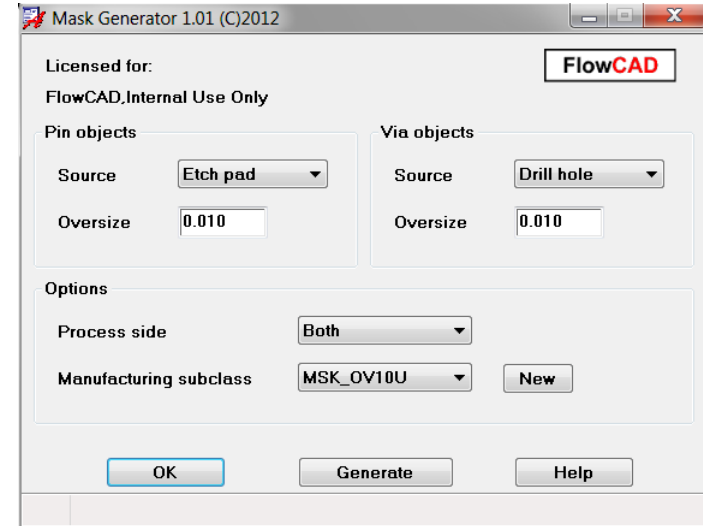 Mask Generator 1.01 (C)2012
Licensed for:
FlowCAD
FlowCAD,Internal Use Only
Pin objects
Source Etch pad
Oversize 0.010
Via objects
Source Drill hole
Oversize 0.010
Options
Process side Both
Manufacturing subclass MSK_OV10U New
OK Generate Help